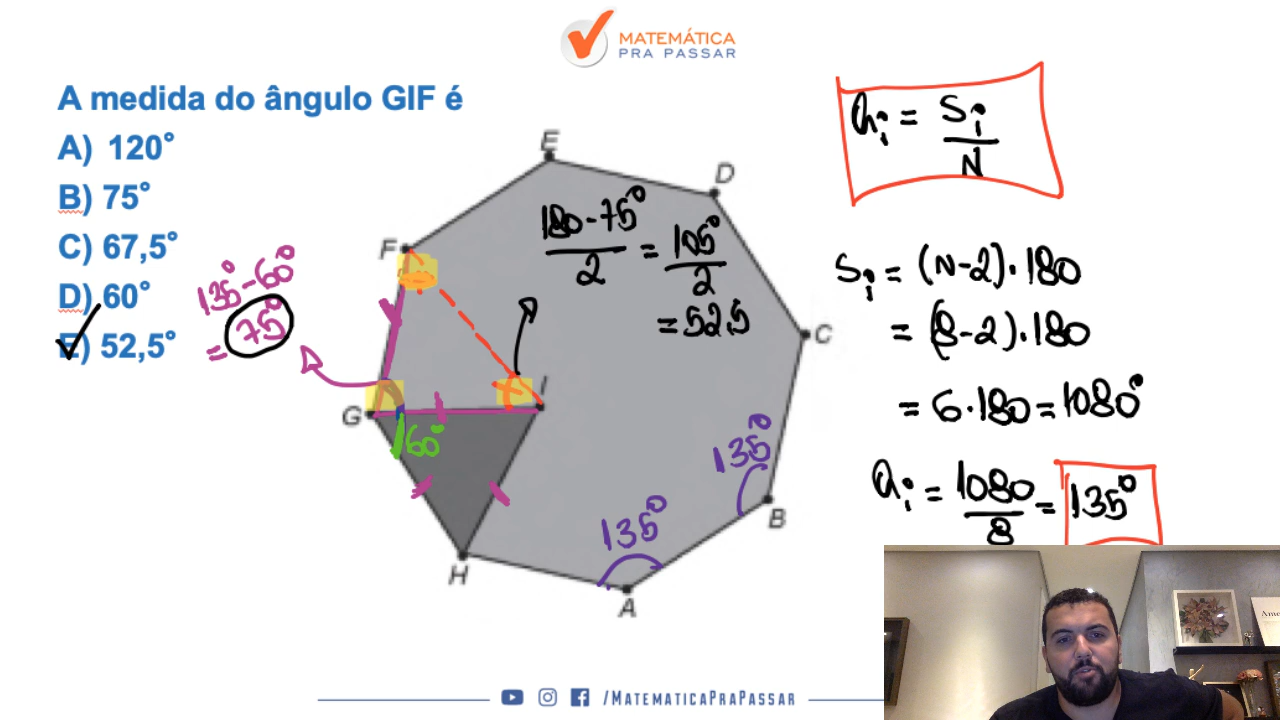 MATEMÁTICA
PRA PASSAR
A medida do ângulo GIF é
A) 120°
B) 75°
C) 67,5°
D) 60°
E) 52,5°
135°-60°
= 75°
E
D
F
C
G
I
H
A
B
180-75°
2
= 105°
2
= 52,5
60°
135°
135°
ai = Si
N
Si = (N-2).180
= (8-2).180
= 6.180 = 1080°
ai = 1080
8
= 135°
Ame
/MATEMATICAPRAPASSAR